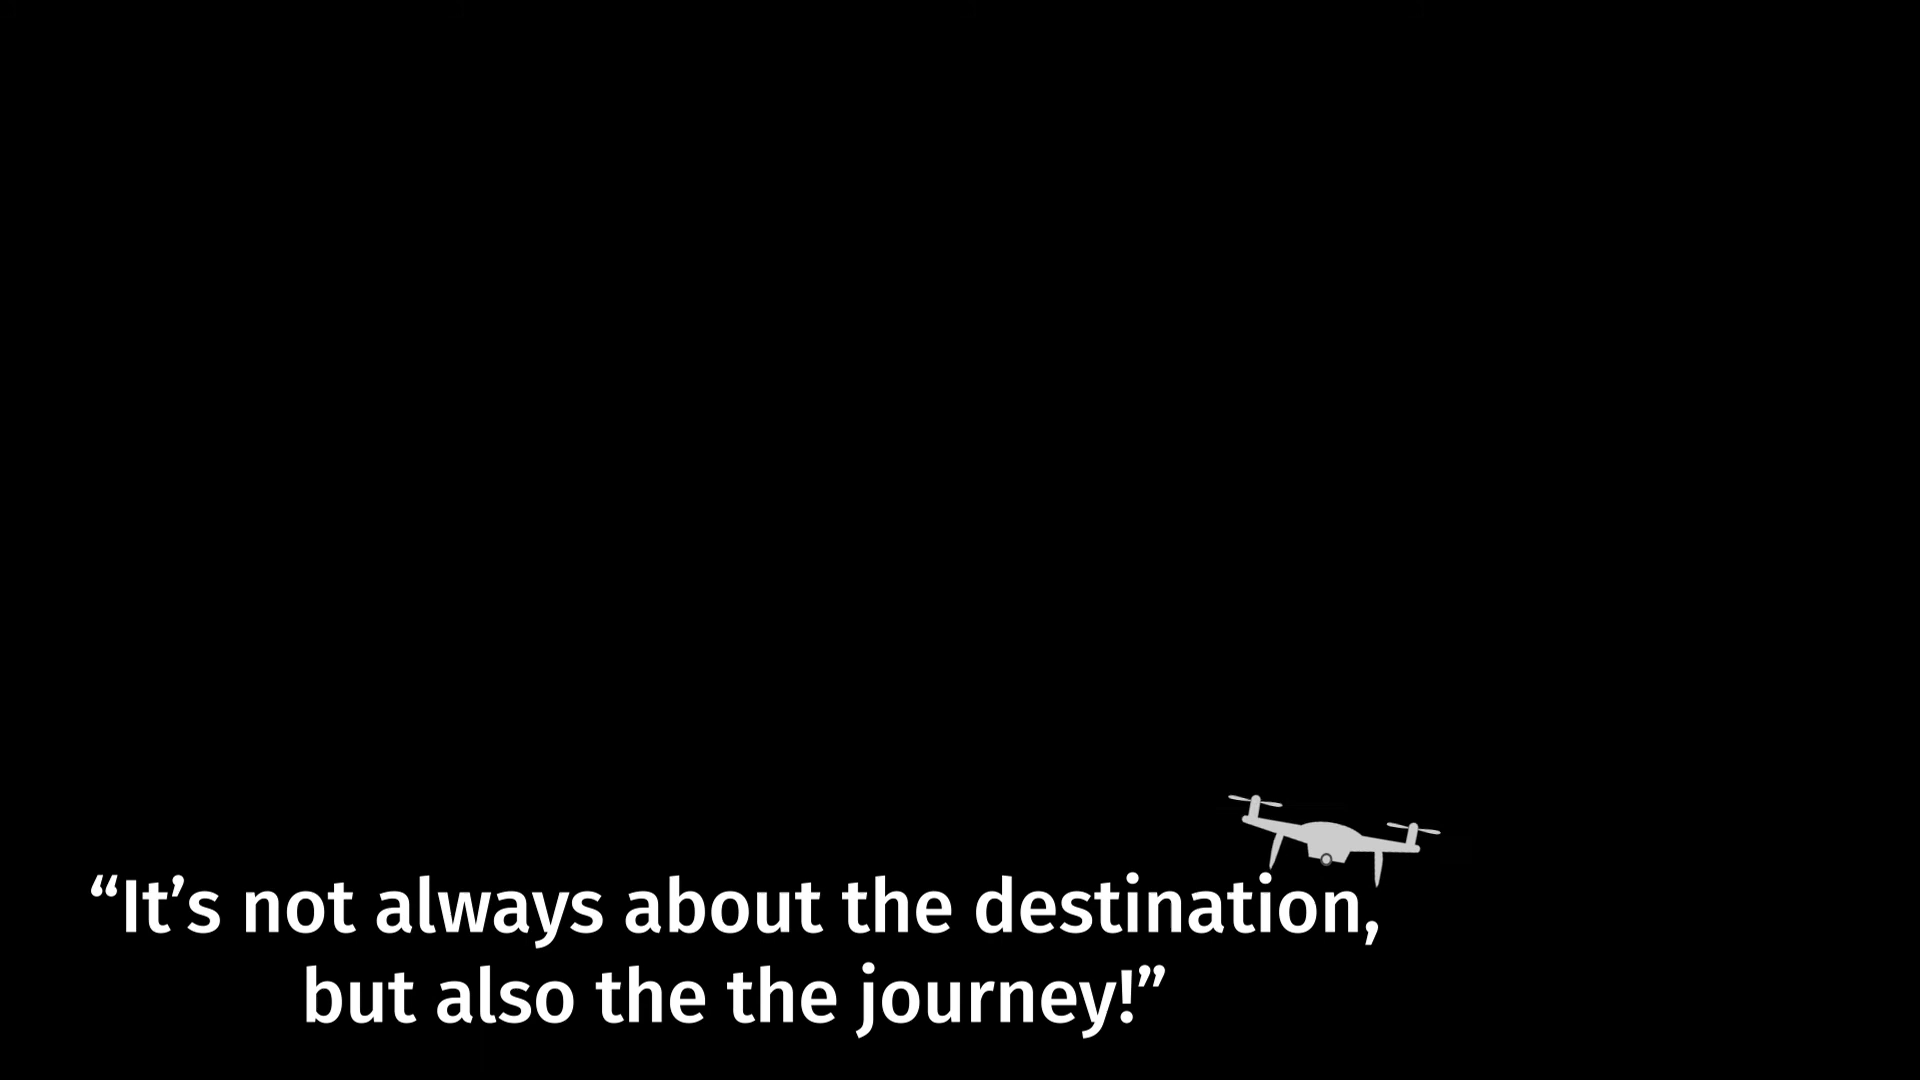 “It’s not always about the destination,
but also the the journey!”